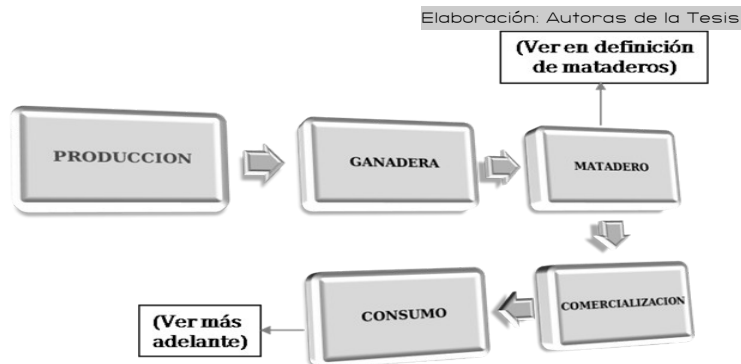 Elaboración: Autoras de la Tesis
(Ver en definición
de mataderos)
PRODUCCION
GANADERA
MATADERO
COMERCIALIZACION
CONSUMO
(Ver más
adelante)